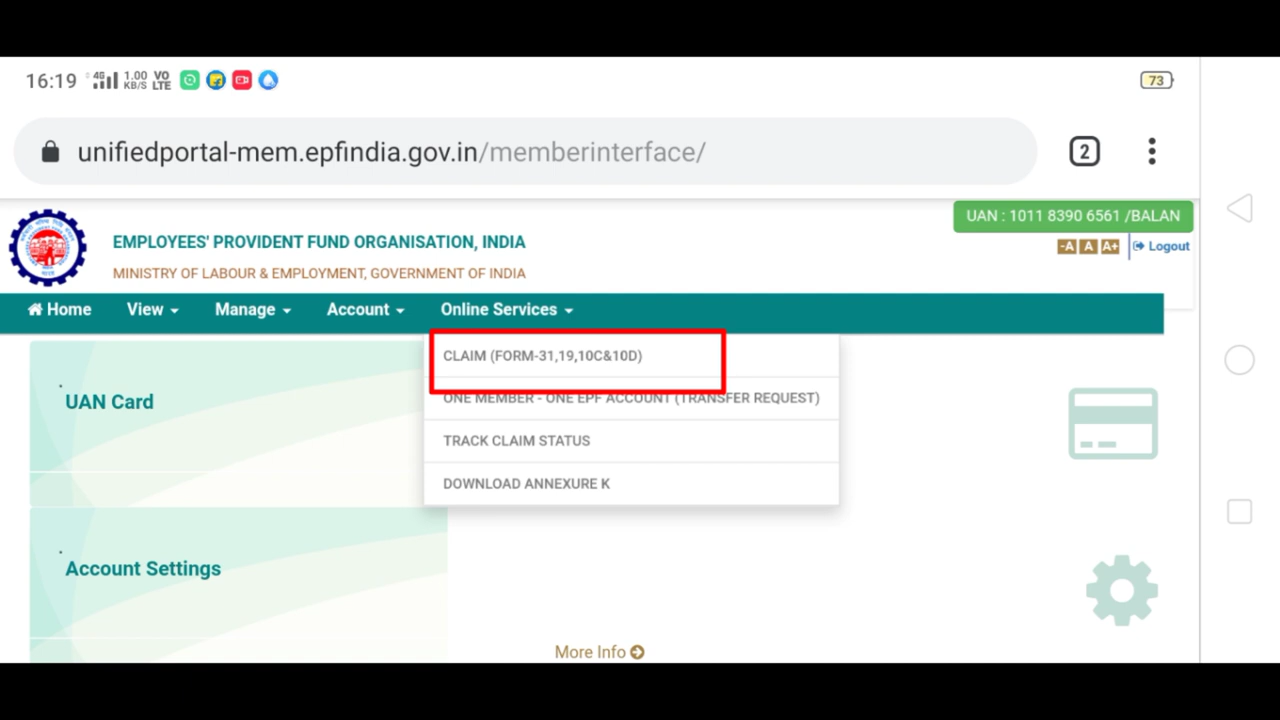 16:19 4G 1.00 KB/S VO LTE 73
unifiedportal-mem.epfindia.gov.in/memberinterface/ 2
UAN : 1011 8390 6561 /BALAN
EMPLOYEES' PROVIDENT FUND ORGANISATION, INDIA
-A A A+ Logout
MINISTRY OF LABOUR & EMPLOYMENT, GOVERNMENT OF INDIA
Home View Manage Account Online Services
CLAIM (FORM-31,19,10C&10D)
ONE MEMBER - ONE EPF ACCOUNT (TRANSFER REQUEST)
UAN Card
TRACK CLAIM STATUS
DOWNLOAD ANNEXURE K
Account Settings
More Info